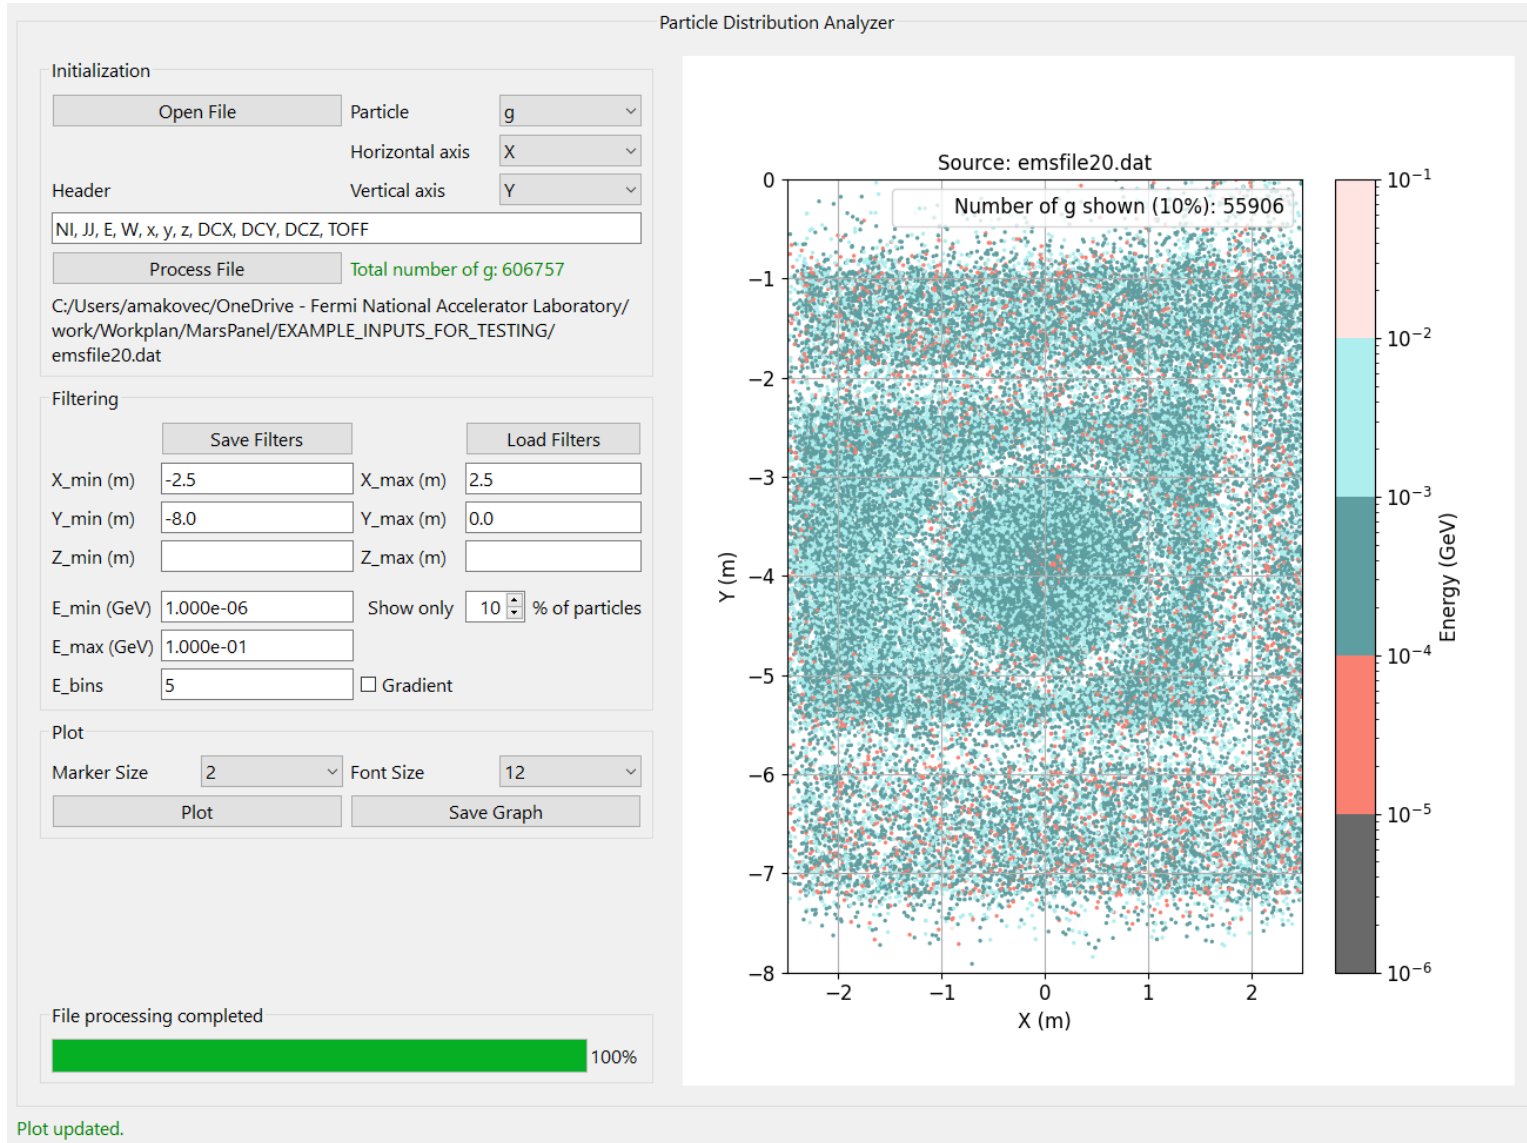 Particle Distribution Analyzer
Initialization
Open File
Particle
g
Horizontal axis
X
Header
Vertical axis
Y
NI, JJ, E, W, x, y, z, DCX, DCY, DCZ, TOFF
Process File
Total number of g: 606757
C:/Users/amakovec/OneDrive - Fermi National Accelerator Laboratory/
work/Workplan/MarsPanel/EXAMPLE_INPUTS_FOR_TESTING/
emsfile20.dat
Filtering
Save Filters
Load Filters
X_min (m)
-2.5
X_max (m)
2.5
Y_min (m)
-8.0
Y_max (m)
0.0
Z_min (m)
Z_max (m)
E_min (GeV)
1.000e-06
Show only
10
% of particles
E_max (GeV)
1.000e-01
E_bins
5
Gradient
Plot
Marker Size
2
Font Size
12
Plot
Save Graph
File processing completed
100%
Plot updated.
Source: emsfile20.dat
Number of g shown (10%): 55906
0
−1
−2
−3
−4
−5
−6
−7
−8
Y (m)
−2
−1
0
1
2
X (m)
10⁻¹
10⁻²
10⁻³
10⁻⁴
10⁻⁵
10⁻⁶
Energy (GeV)